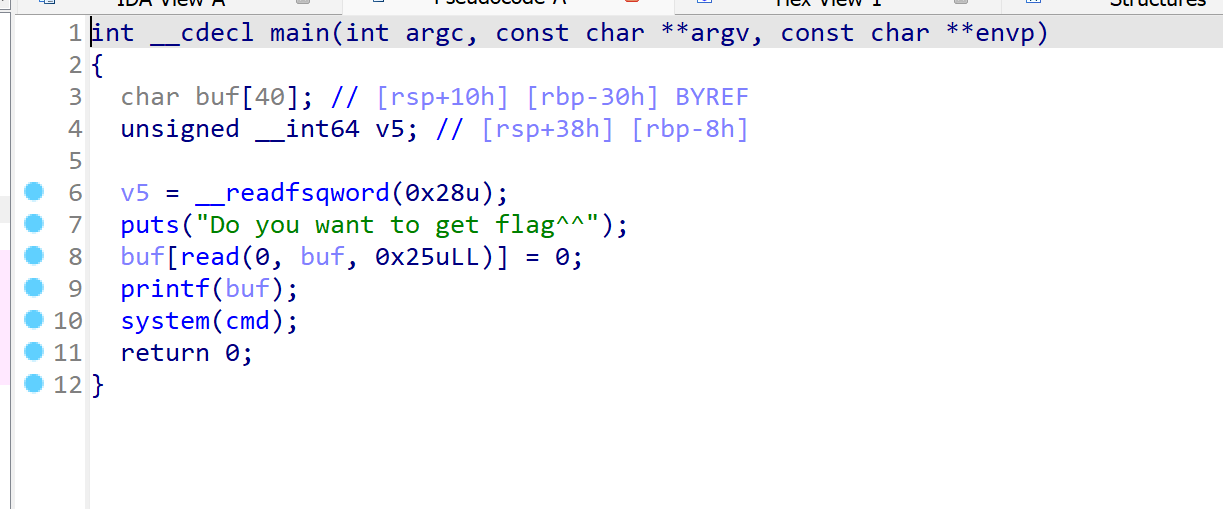 IDA View-A Pseudocode-A Hex View-1 Structures
1 int __cdecl main(int argc, const char **argv, const char **envp)
2 {
3 char buf[40]; // [rsp+10h] [rbp-30h] BYREF
4 unsigned __int64 v5; // [rsp+38h] [rbp-8h]
5
6 v5 = __readfsqword(0x28u);
7 puts("Do you want to get flag^^");
8 buf[read(0, buf, 0x25uLL)] = 0;
9 printf(buf);
10 system(cmd);
11 return 0;
12 }